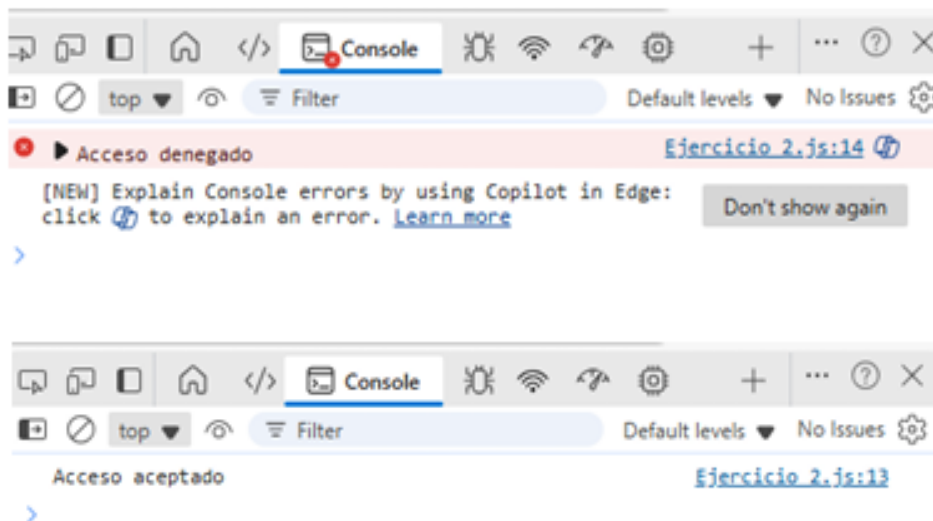 Console
top Filter Default levels No Issues
Acceso denegado Ejercicio 2.js:14
[NEW] Explain Console errors by using Copilot in Edge:
click to explain an error. Learn more
Don't show again
Console
top Filter Default levels No Issues
Acceso aceptado Ejercicio 2.js:13